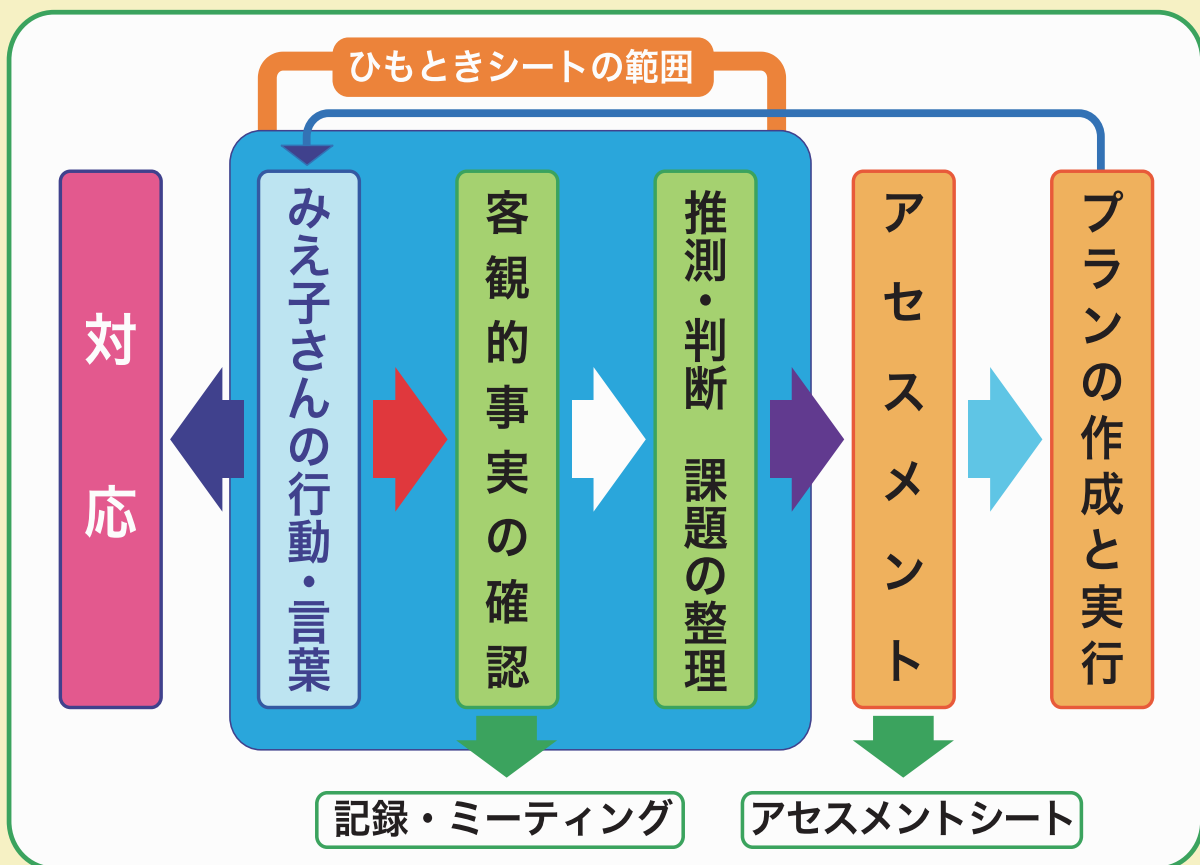 ひもときシートの範囲
対応
みえ子さんの行動・言葉
客観的事実の確認
推測・判断　課題の整理
アセスメント
プランの作成と実行
記録・ミーティング
アセスメントシート